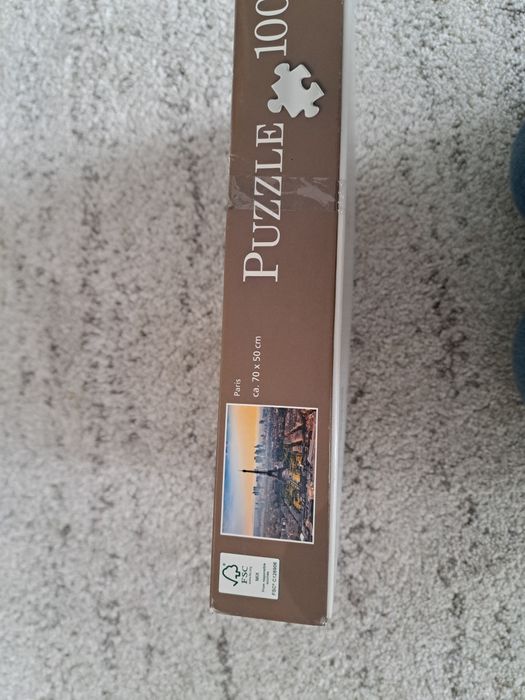 PUZZLE 100
Paris
ca. 70 x 50 cm
FSC
MIX